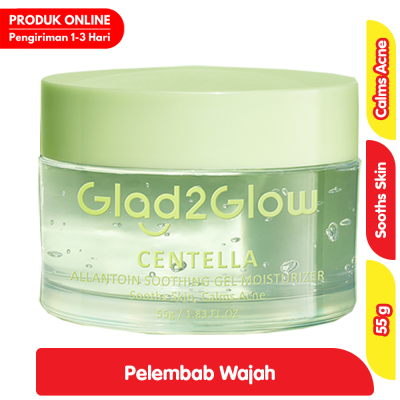 PRODUK ONLINE
Pengiriman 1-3 Hari
Calms Acne
Sooths Skin
55 g
Glad2Glow
CENTELLA
ALLANTOIN SOOTHING GEL MOISTURIZER
Sooths Skin, Calms Acne
55g / 1.83 FL OZ
Pelembab Wajah